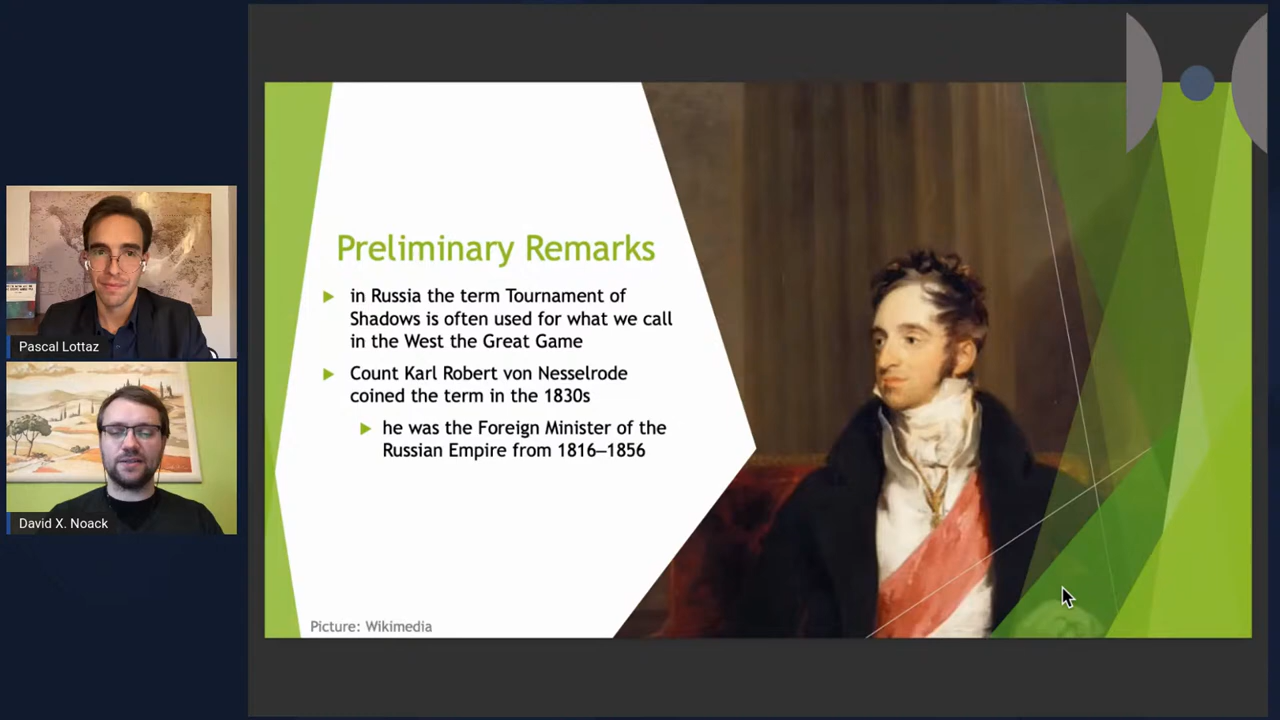 Preliminary Remarks
in Russia the term Tournament of
Shadows is often used for what we call
in the West the Great Game
Count Karl Robert von Nesselrode
coined the term in the 1830s
he was the Foreign Minister of the
Russian Empire from 1816–1856
Picture: Wikimedia
Pascal Lottaz
David X. Noack